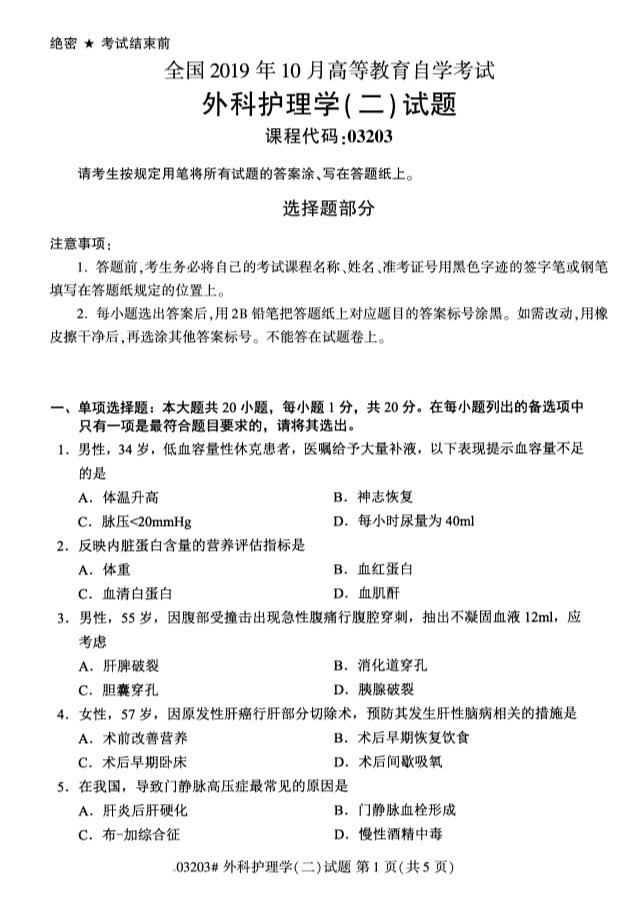 绝密 ★ 考试结束前
全国 2019 年 10 月高等教育自学考试
外科护理学(二)试题
课程代码:03203
请考生按规定用笔将所有试题的答案涂、写在答题纸上。
选择题部分
注意事项:
1. 答题前,考生务必将自己的考试课程名称、姓名、准考证号用黑色字迹的签字笔或钢笔
填写在答题纸规定的位置上。
2. 每小题选出答案后,用 2B 铅笔把答题纸上对应题目的答案标号涂黑。如需改动,用橡
皮擦干净后,再选涂其他答案标号。不能答在试题卷上。
一、单项选择题:本大题共 20 小题,每小题 1 分,共 20 分。在每小题列出的备选项中
只有一项是最符合题目要求的,请将其选出。
1. 男性,34 岁,低血容量性休克患者,医嘱给予大量补液,以下表现提示血容量不足
的是
A. 体温升高 B. 神志恢复
C. 脉压<20mmHg D. 每小时尿量为 40ml
2. 反映内脏蛋白含量的营养评估指标是
A. 体重 B. 血红蛋白
C. 血清白蛋白 D. 血肌酐
3. 男性,55 岁,因腹部受撞击出现急性腹痛行腹腔穿刺,抽出不凝固血液 12ml,应
考虑
A. 肝脾破裂 B. 消化道穿孔
C. 胆囊穿孔 D. 胰腺破裂
4. 女性,57 岁,因原发性肝癌行肝部分切除术,预防其发生肝性脑病相关的措施是
A. 术前改善营养 B. 术后早期恢复饮食
C. 术后早期卧床 D. 术后间歇吸氧
5. 在我国,导致门静脉高压症最常见的原因是
A. 肝炎后肝硬化 B. 门静脉血栓形成
C. 布-加综合征 D. 慢性酒精中毒
03203# 外科护理学(二)试题 第 1 页(共 5 页)